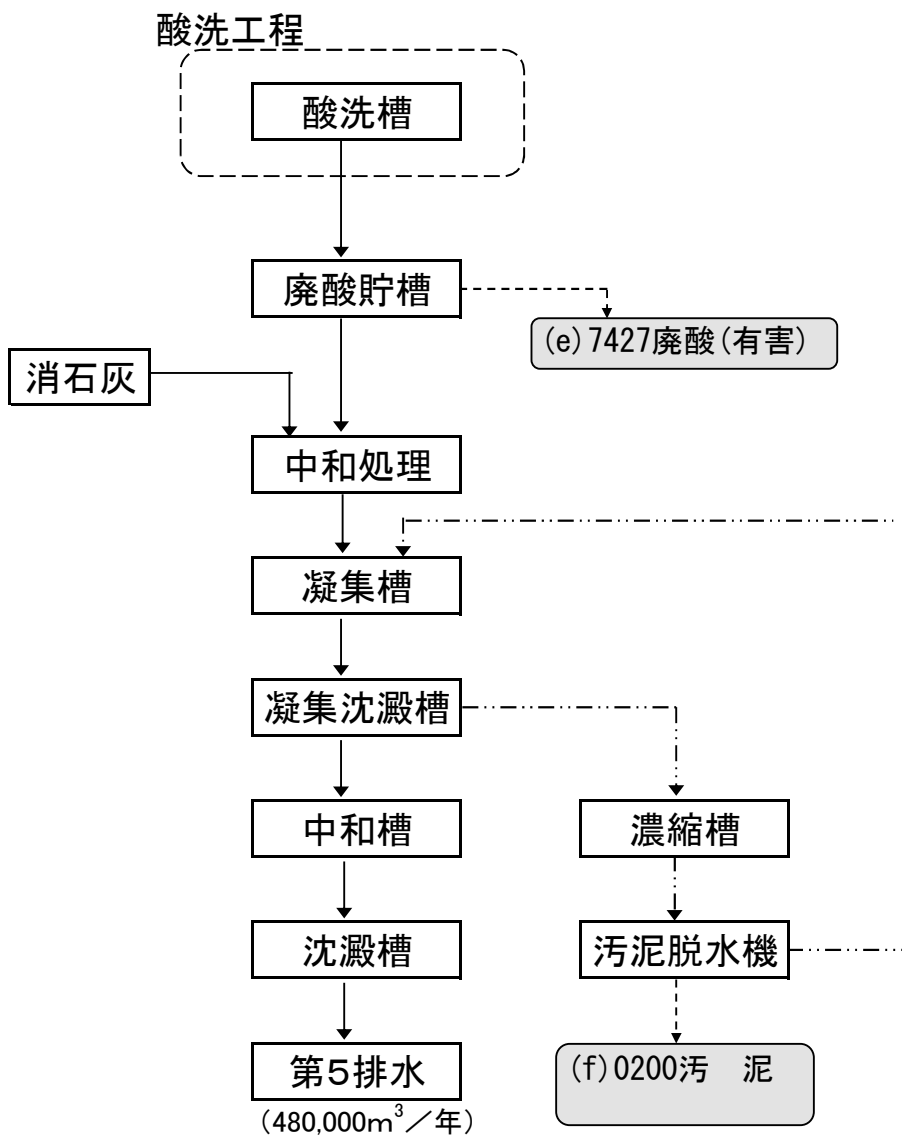 酸洗工程
酸洗槽
廃酸貯槽
(e)7427廃酸(有害)
消石灰
中和処理
凝集槽
凝集沈澱槽
中和槽
濃縮槽
沈澱槽
汚泥脱水機
第5排水
(480,000m³/年)
(f)0200汚　泥